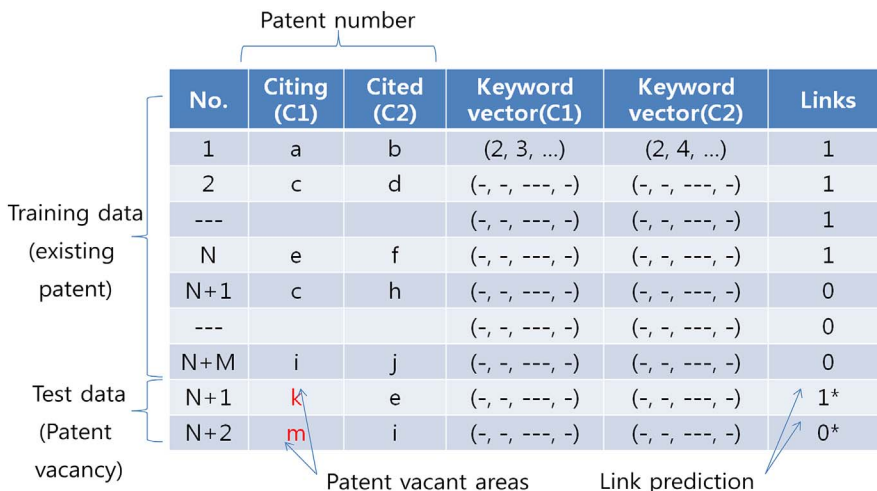 Patent number
No. Citing (C1) Cited (C2) Keyword vector(C1) Keyword vector(C2) Links
1 a b (2, 3, ...) (2, 4, ...) 1
2 c d (-, -, ---, -) (-, -, ---, -) 1
--- (-, -, ---, -) (-, -, ---, -) 1
N e f (-, -, ---, -) (-, -, ---, -) 1
N+1 c h (-, -, ---, -) (-, -, ---, -) 0
--- (-, -, ---, -) (-, -, ---, -) 0
N+M i j (-, -, ---, -) (-, -, ---, -) 0
N+1 k e (-, -, ---, -) (-, -, ---, -) 1*
N+2 m i (-, -, ---, -) (-, -, ---, -) 0*
Training data
(existing
patent)
Test data
(Patent
vacancy)
Patent vacant areas
Link prediction